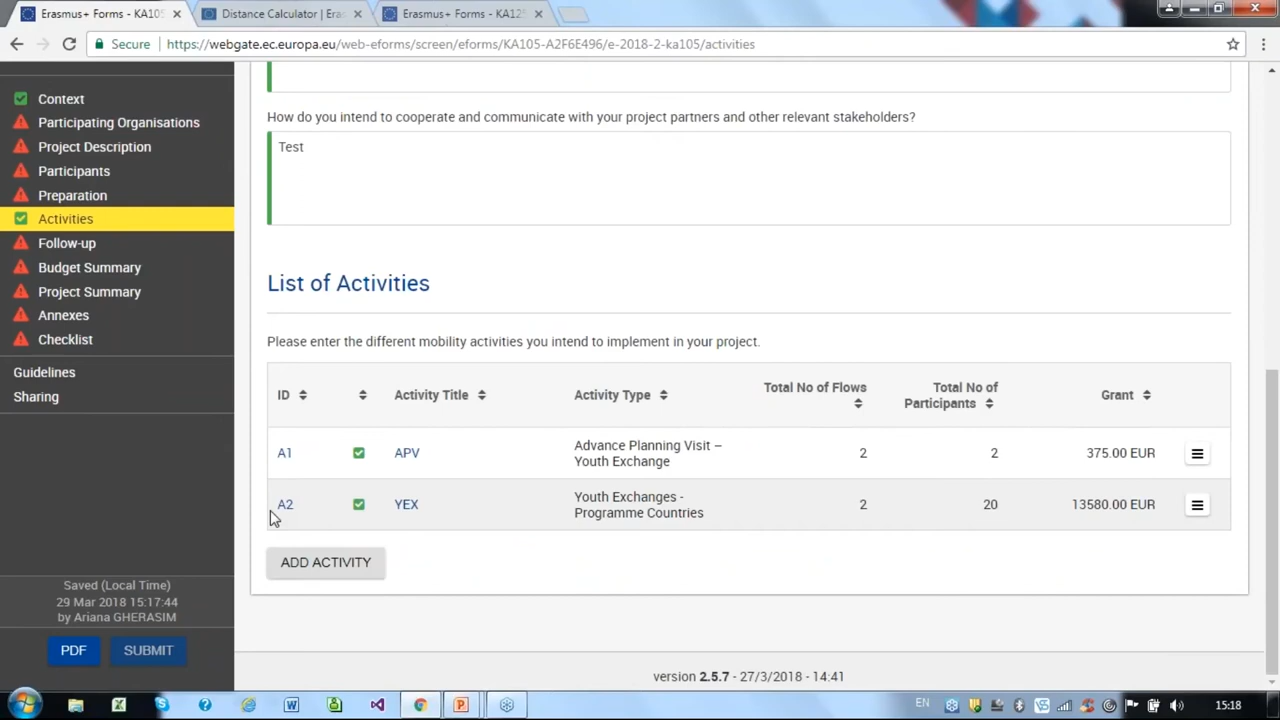 Erasmus+ Forms - KA105
Distance Calculator | Eras
Erasmus+ Forms - KA125
Secure
https://webgate.ec.europa.eu/web-eforms/screen/eforms/KA105-A2F6E496/e-2018-2-ka105/activities
Context
Participating Organisations
Project Description
Participants
Preparation
Activities
Follow-up
Budget Summary
Project Summary
Annexes
Checklist
Guidelines
Sharing
Saved (Local Time)
29 Mar 2018 15:17:44
by Ariana GHERASIM
PDF
SUBMIT
How do you intend to cooperate and communicate with your project partners and other relevant stakeholders?
Test
List of Activities
Please enter the different mobility activities you intend to implement in your project.
ID Activity Title Activity Type Total No of Flows Total No of Participants Grant
A1 APV Advance Planning Visit – Youth Exchange 2 2 375.00 EUR
A2 YEX Youth Exchanges - Programme Countries 2 20 13580.00 EUR
ADD ACTIVITY
version 2.5.7 - 27/3/2018 - 14:41
EN
15:18